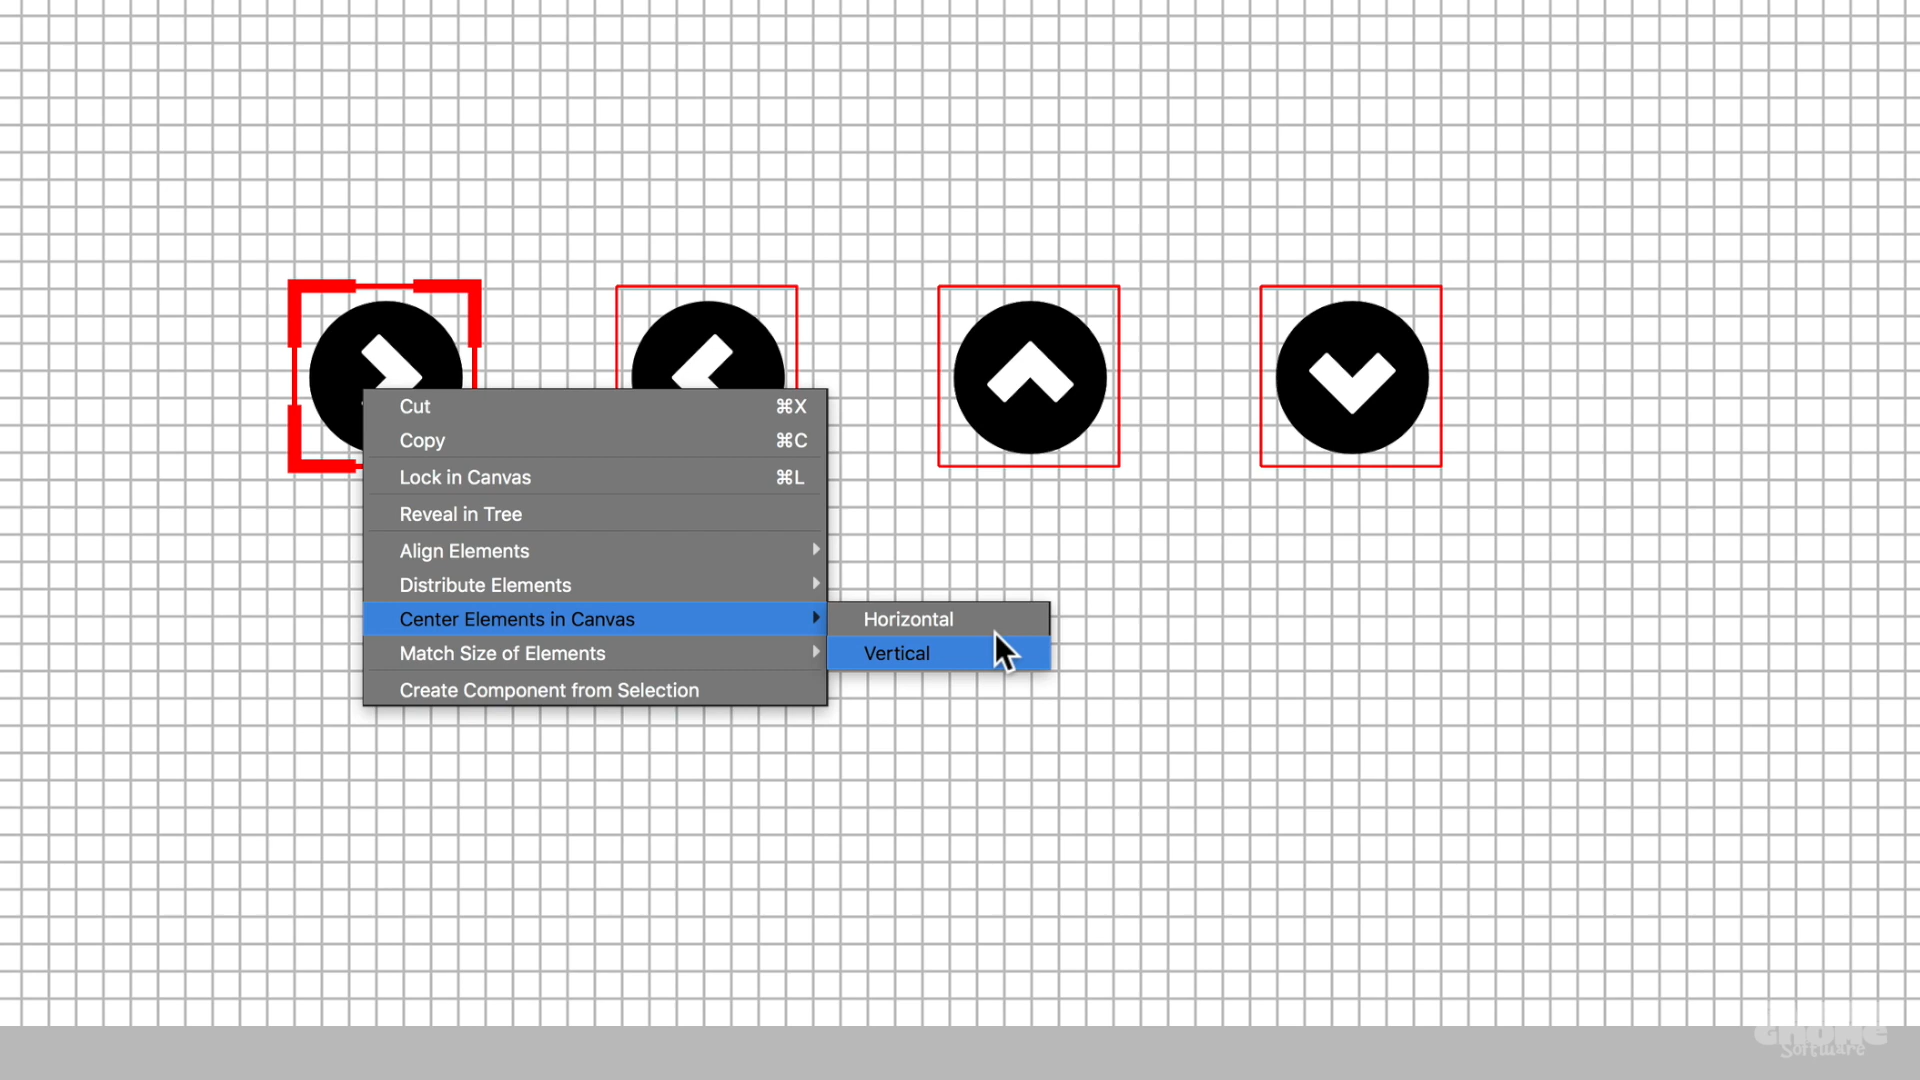 Cut ⌘X
Copy ⌘C
Lock in Canvas ⌘L
Reveal in Tree
Align Elements
Distribute Elements
Center Elements in Canvas
Horizontal
Match Size of Elements
Vertical
Create Component from Selection
Software